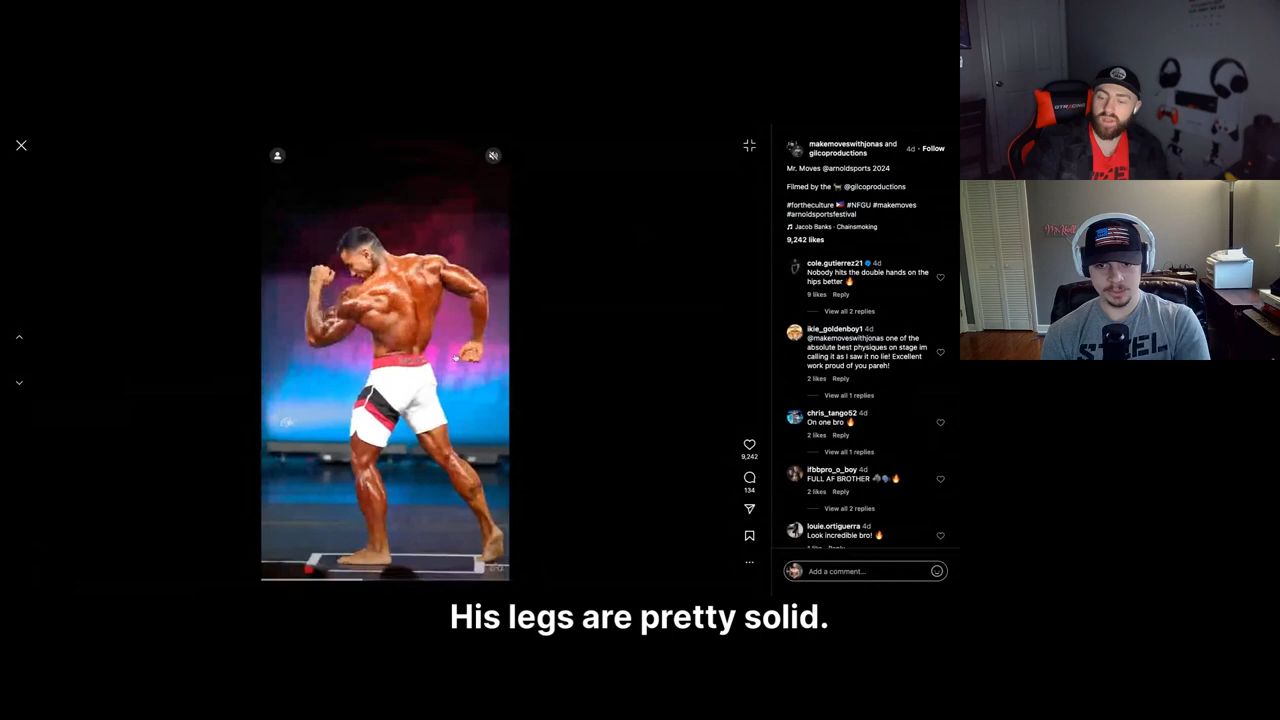 makemoveswithjonas and
gilcoproductions
4d · Follow
Mr. Moves @arnoldsports 2024
Filmed by the 🐐 @gilcoproductions
#fortheculture 🇵🇭 #NFGU #makemoves
#arnoldsportsfestival
Jacob Banks · Chainsmoking
9,242 likes
cole.gutierrez21 4d
Nobody hits the double hands on the
hips better 🔥
9 likes Reply
View all 2 replies
ikie_goldenboy1 4d
@makemoveswithjonas one of the
absolute best physiques on stage im
calling it as I saw it no lie! Excellent
work proud of you pareh!
2 likes Reply
View all 1 replies
chris_tango52 4d
On one bro 🔥
2 likes Reply
View all 1 replies
ifbbpro_o_boy 4d
FULL AF BROTHER 🦍🗣🔥
2 likes Reply
View all 2 replies
louie.ortiguerra 4d
Look incredible bro! 🔥
9,242
134
Add a comment...
GTRACING
STEEL
His legs are pretty solid.